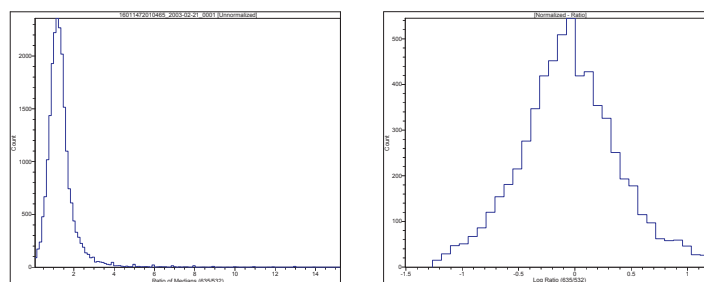 16011472010465_2003-02-21_0001 [Unnormalized]
2000
1500
1000
500
0
Count
2 4 6 8 10 12 14
Ratio of Medians (635/532)
[Normalized - Ratio]
500
400
300
200
100
0
Count
-1.5 -1 -0.5 0 0.5 1
Log Ratio (635/532)